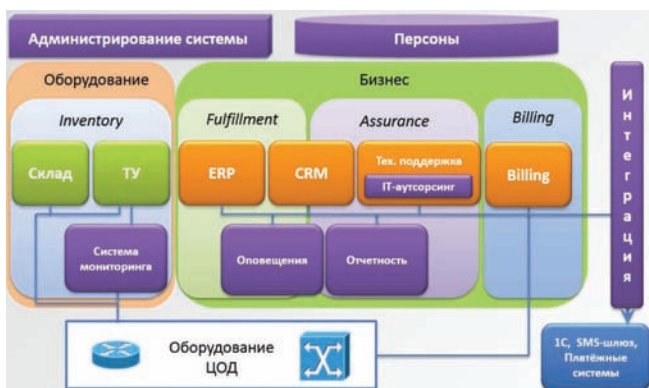 Администрирование системы
Персоны
Оборудование
Бизнес
Inventory
Fulfillment
Assurance
Billing
Склад
ТУ
ERP
CRM
Тех. поддержка
IT-аутсорсинг
Billing
Система
мониторинга
Оповещения
Отчетность
Интеграция
Оборудование
ЦОД
1С, SMS-шлюз,
Платёжные
системы